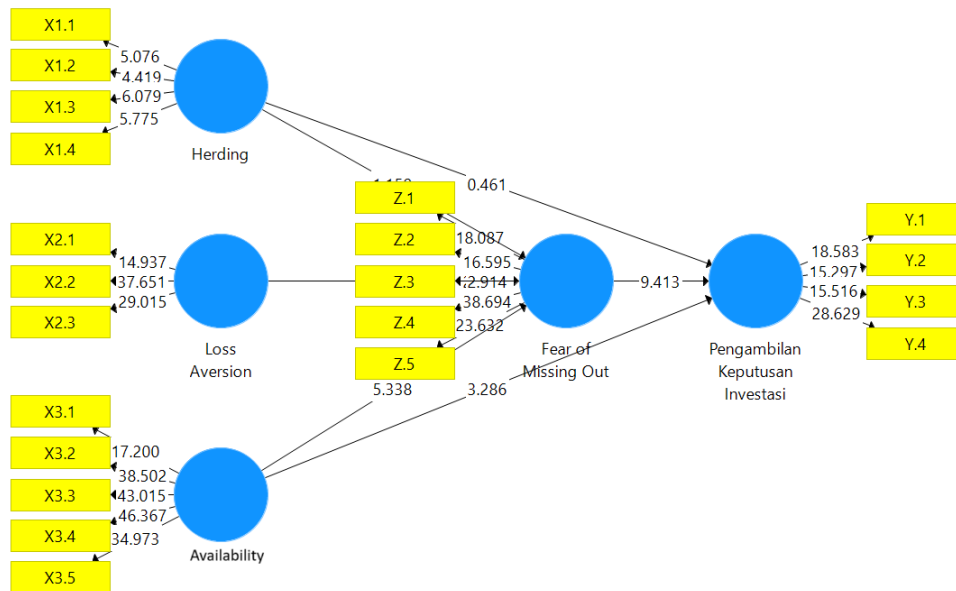 X1.1
X1.2
X1.3
X1.4
5.076
4.419
6.079
5.775
Herding
X2.1
X2.2
X2.3
14.937
37.651
29.015
Loss
Aversion
X3.1
X3.2
X3.3
X3.4
X3.5
17.200
38.502
43.015
46.367
34.973
Availability
0.461
Z.1
Z.2
Z.3
Z.4
Z.5
18.087
16.595
38.694
23.632
Fear of
Missing Out
5.338
3.286
9.413
Pengambilan
Keputusan
Investasi
18.583
15.297
15.516
28.629
Y.1
Y.2
Y.3
Y.4